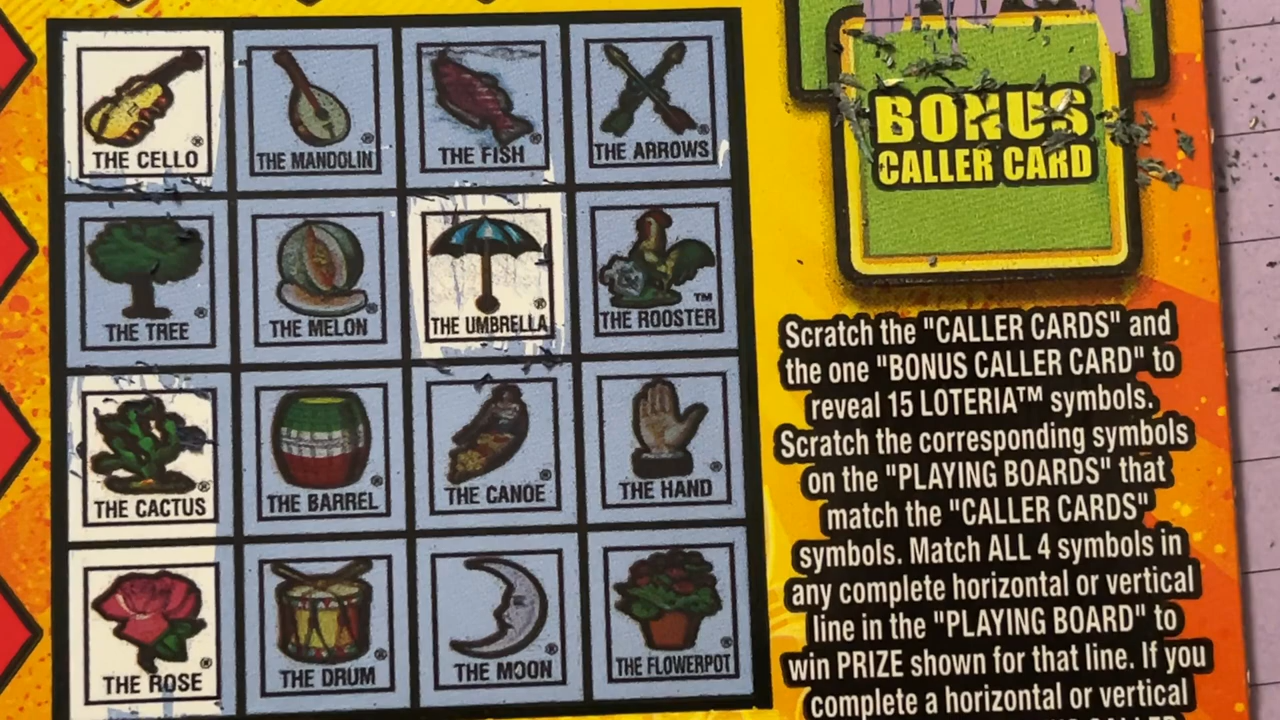 THE CELLO®
THE MANDOLIN®
THE FISH®
THE ARROWS®
THE TREE®
THE MELON®
THE UMBRELLA®
THE ROOSTER™
THE CACTUS®
THE BARREL®
THE CANOE®
THE HAND®
THE ROSE®
THE DRUM®
THE MOON®
THE FLOWERPOT®
BONUS
CALLER CARD
Scratch the "CALLER CARDS" and
the one "BONUS CALLER CARD" to
reveal 15 LOTERIA™ symbols.
Scratch the corresponding symbols
on the "PLAYING BOARDS" that
match the "CALLER CARDS"
symbols. Match ALL 4 symbols in
any complete horizontal or vertical
line in the "PLAYING BOARD" to
win PRIZE shown for that line. If you
complete a horizontal or vertical